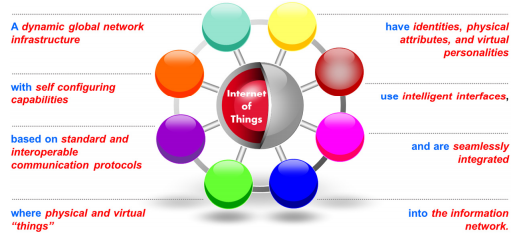 A dynamic global network
infrastructure
with self configuring
capabilities
based on standard and
interoperable
communication protocols
where physical and virtual
"things"
Internet
of
Things
have identities, physical
attributes, and virtual
personalities
use intelligent interfaces,
and are seamlessly
integrated
into the information
network.